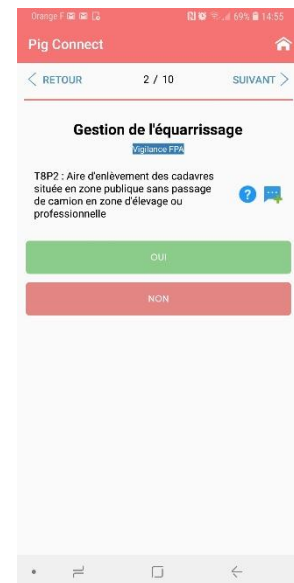 Orange F 69% 14:55
Pig Connect
< RETOUR 2 / 10 SUIVANT >
Gestion de l'équarrissage
Vigilance FPA
T8P2 : Aire d'enlèvement des cadavres
située en zone publique sans passage
de camion en zone d'élevage ou
professionnelle
OUI
NON